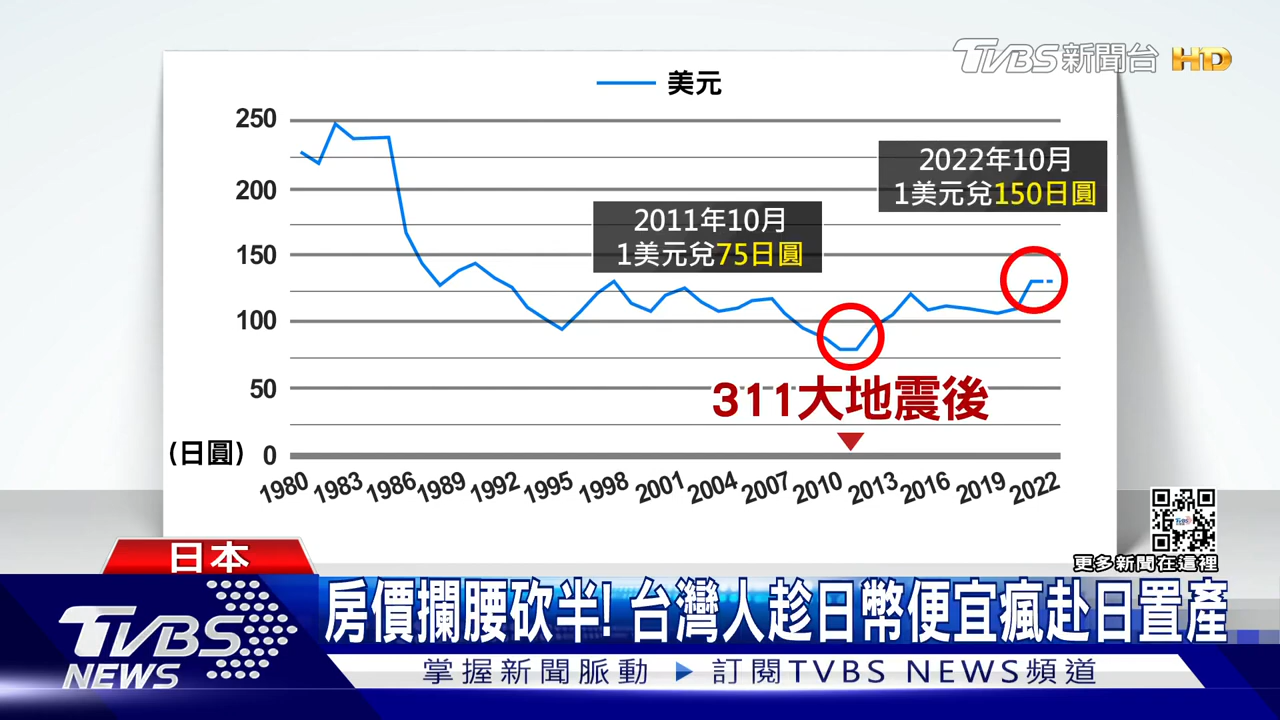 TVBS新聞台 HD
美元
250
200
150
100
50
(日圓) 0
2022年10月
1美元兌150日圓
2011年10月
1美元兌75日圓
311大地震後
1980 1983 1986 1989 1992 1995 1998 2001 2004 2007 2010 2013 2016 2019 2022
TVBS
更多新聞在這裡
日本
房價攔腰砍半! 台灣人趁日幣便宜瘋赴日置產
TVBS
NEWS
掌握新聞脈動 訂閱TVBS NEWS頻道